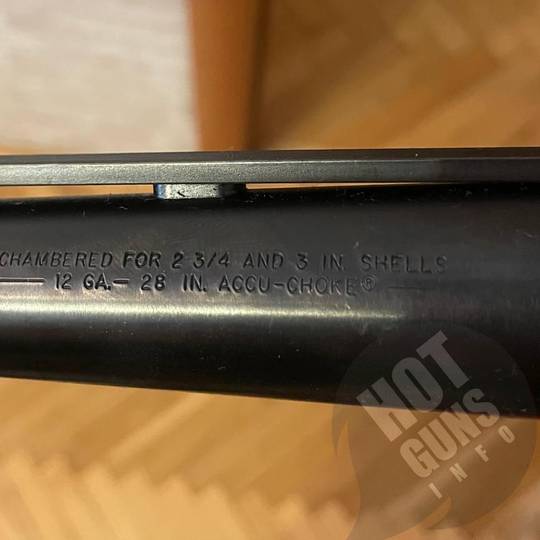 CHAMBERED FOR 2 3/4 AND 3 IN. SHELLS
12 GA.- 28 IN. ACCU-CHOKE®
HOT
GUNS
INFO